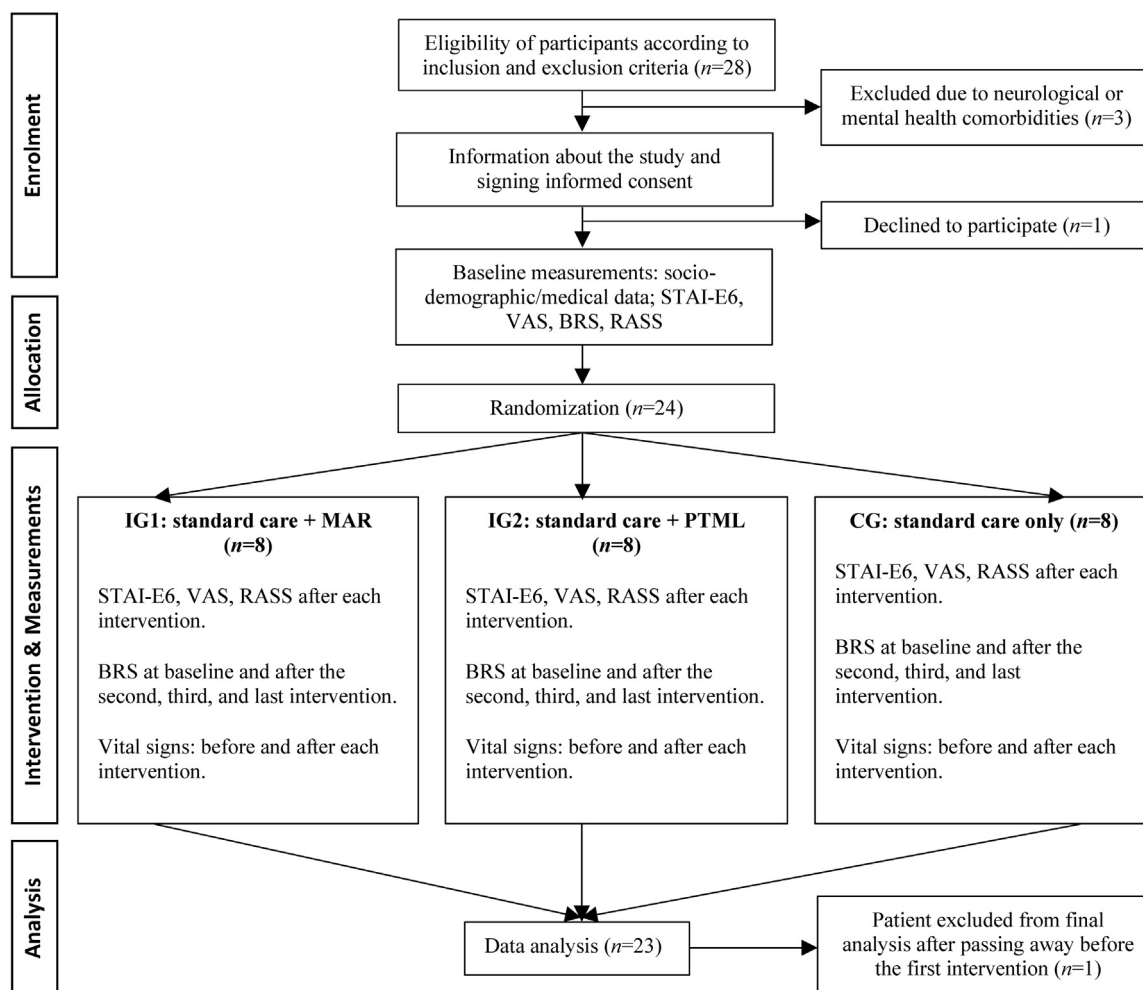 Enrolment
Eligibility of participants according to
inclusion and exclusion criteria (n=28)
Excluded due to neurological or
mental health comorbidities (n=3)
Information about the study and
signing informed consent
Declined to participate (n=1)
Baseline measurements: socio-
demographic/medical data; STAI-E6,
VAS, BRS, RASS
Allocation
Randomization (n=24)
Intervention & Measurements
IG1: standard care + MAR
(n=8)
STAI-E6, VAS, RASS after each
intervention.
BRS at baseline and after the
second, third, and last intervention.
Vital signs: before and after each
intervention.
IG2: standard care + PTML
(n=8)
STAI-E6, VAS, RASS after each
intervention.
BRS at baseline and after the
second, third, and last intervention.
Vital signs: before and after each
intervention.
CG: standard care only (n=8)
STAI-E6, VAS, RASS after each
intervention.
BRS at baseline and after the
second, third, and last
intervention.
Vital signs: before and after each
intervention.
Analysis
Data analysis (n=23)
Patient excluded from final
analysis after passing away before
the first intervention (n=1)